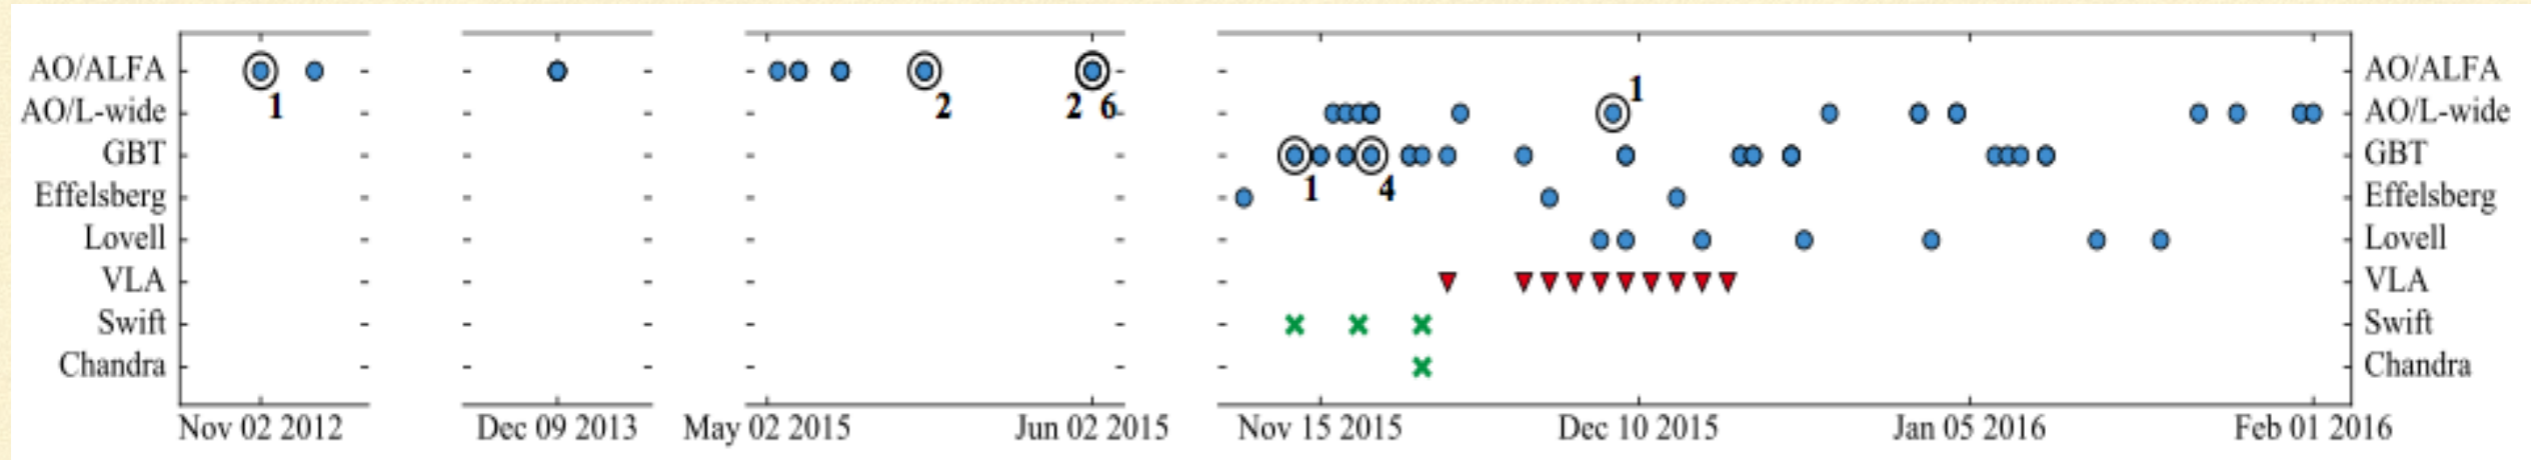 AO/ALFA AO/ALFA
1 2 2 6
AO/L-wide 1 AO/L-wide
GBT GBT
1 4
Effelsberg Effelsberg
Lovell Lovell
VLA VLA
Swift Swift
Chandra Chandra
Nov 02 2012 Dec 09 2013 May 02 2015 Jun 02 2015 Nov 15 2015 Dec 10 2015 Jan 05 2016 Feb 01 2016